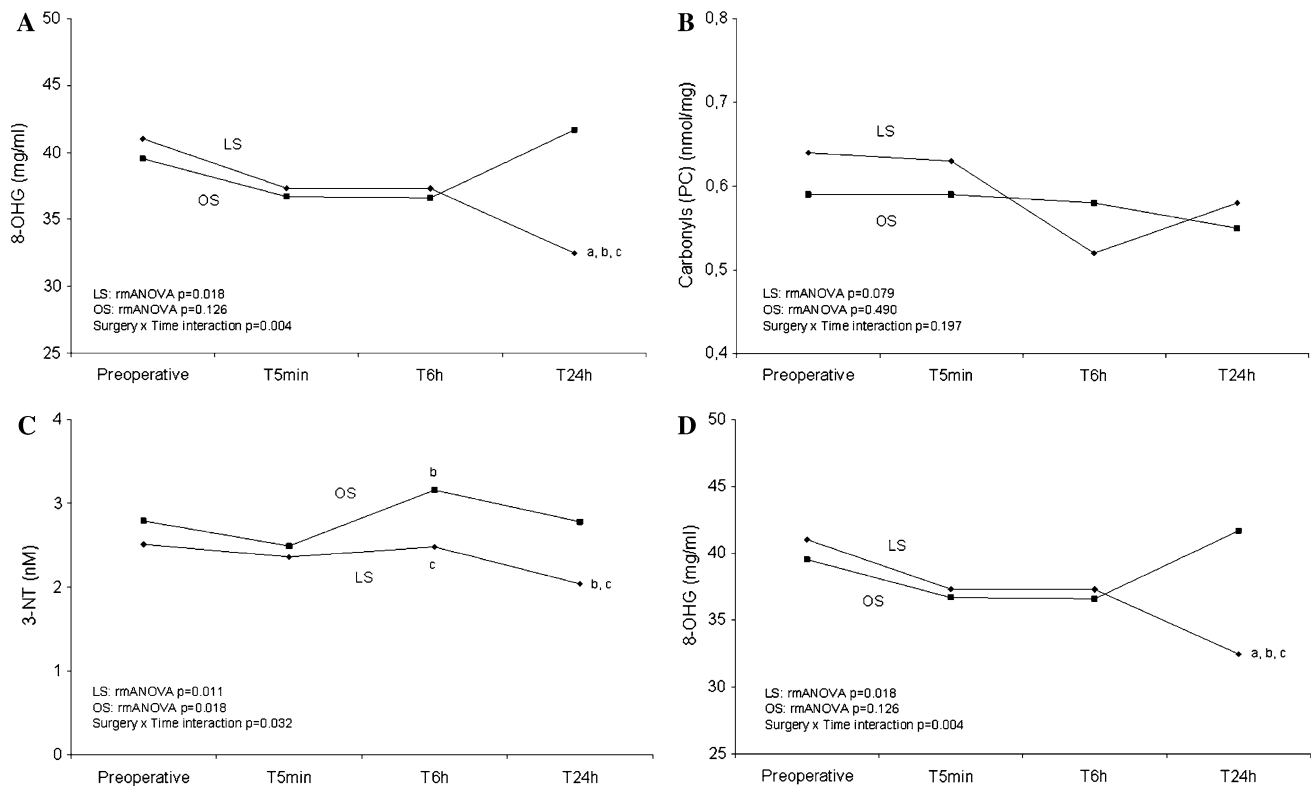 A
50
45
40
35
30
25
8-OHG (mg/ml)
LS
OS
a, b, c
LS: rmANOVA p=0.018
OS: rmANOVA p=0.126
Surgery x Time interaction p=0.004
Preoperative T5min T6h T24h
B
0,8
0,7
0,6
0,5
0,4
Carbonyls (PC) (nmol/mg)
LS
OS
LS: rmANOVA p=0.079
OS: rmANOVA p=0.490
Surgery x Time interaction p=0.197
Preoperative T5min T6h T24h
C
4
3
2
1
0
3-NT (nM)
b
OS
LS
c
b, c
LS: rmANOVA p=0.011
OS: rmANOVA p=0.018
Surgery x Time interaction p=0.032
Preoperative T5min T6h T24h
D
50
45
40
35
30
25
8-OHG (mg/ml)
LS
OS
a, b, c
LS: rmANOVA p=0.018
OS: rmANOVA p=0.126
Surgery x Time interaction p=0.004
Preoperative T5min T6h T24h